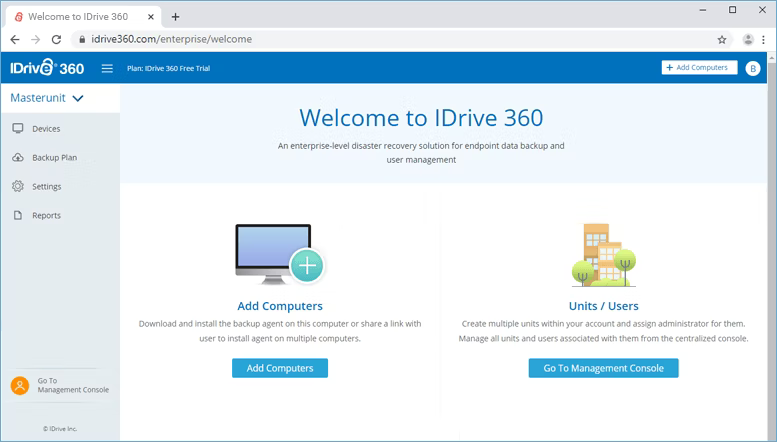 Welcome to IDrive 360
idrive360.com/enterprise/welcome
IDrive® 360
Plan: IDrive 360 Free Trial
+ Add Computers
B
Masterunit
Devices
Backup Plan
Settings
Reports
Go To
Management Console
© IDrive Inc.
Welcome to IDrive 360
An enterprise-level disaster recovery solution for endpoint data backup and
user management
Add Computers
Download and install the backup agent on this computer or share a link with
user to install agent on multiple computers.
Add Computers
Units / Users
Create multiple units within your account and assign administrator for them.
Manage all units and users associated with them from the centralized console.
Go To Management Console